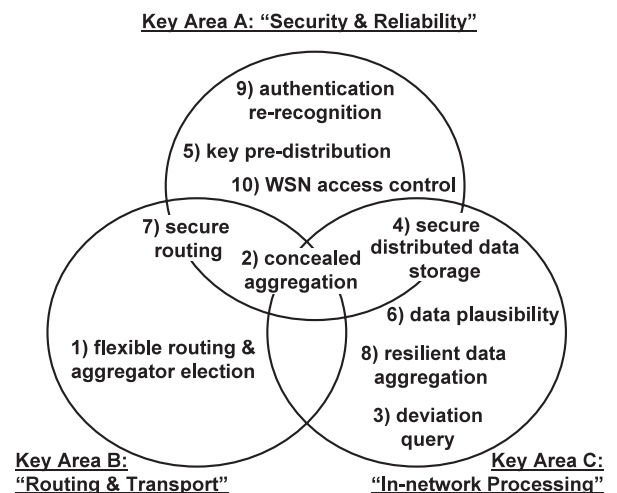 Key Area A: “Security & Reliability”
9) authentication
re-recognition
5) key pre-distribution
10) WSN access control
7) secure
routing
4) secure
distributed data
storage
2) concealed
aggregation
6) data plausibility
1) flexible routing &
aggregator election
8) resilient data
aggregation
3) deviation
query
Key Area B:
“Routing & Transport”
Key Area C:
“In-network Processing”